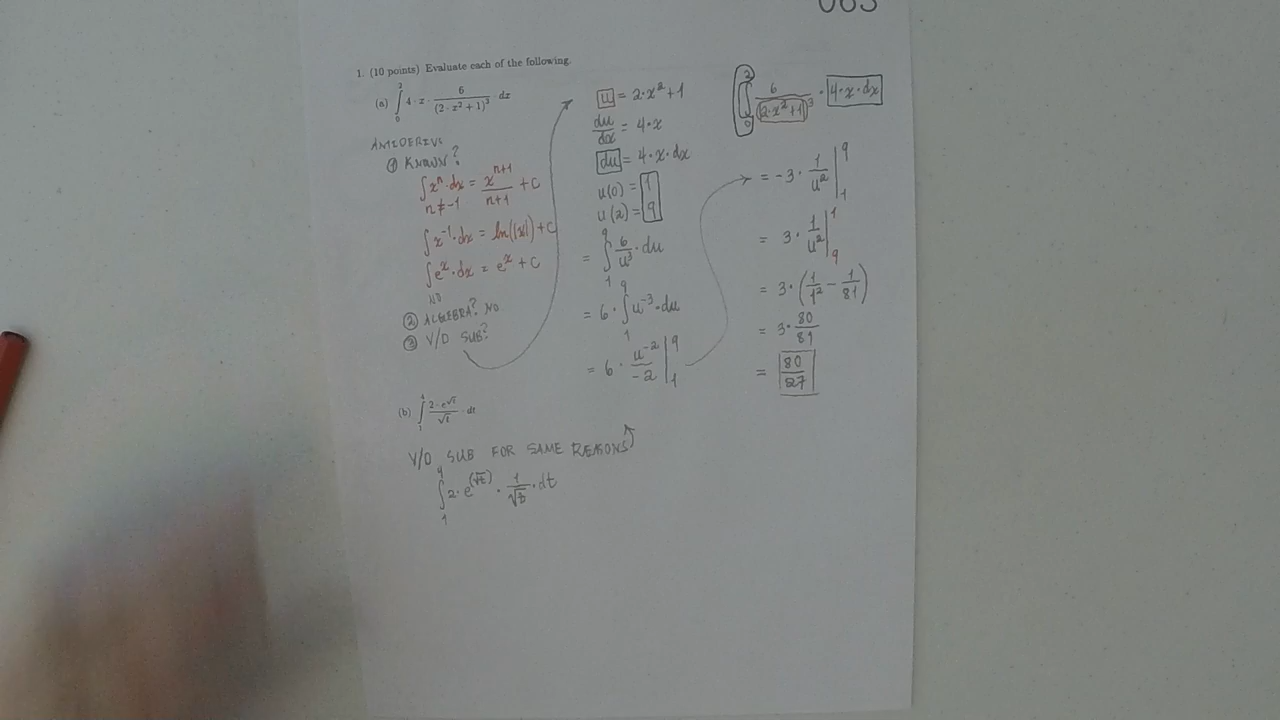 1. (10 points) Evaluate each of the following.
(a) ∫₀² 4 · x · 6/(2 · x² + 1)³ · dx
ANTIDERIVS
① KNOWN?
∫xⁿ · dx = xⁿ⁺¹/(n+1) + C
n ≠ -1
∫x⁻¹ · dx = ln(|x|) + C
∫eˣ · dx = eˣ + C
NO
② ALGEBRA? NO
③ V/O SUB?
u = 2·x²+1
du/dx = 4·x
du = 4·x·dx
u(0) = 1
u(2) = 9
= ∫₁⁹ 6/u³ · du
= 6 · ∫₁⁹ u⁻³ · du
= 6 · u⁻²/-2 |₁⁹
∫₀² 6/(2·x²+1)³ · 4·x·dx
= -3 · 1/u² |₁⁹
= 3 · 1/u² |₉¹
= 3 · (1/1² - 1/81)
= 3 · 80/81
= 80/27
(b) ∫₁⁴ 2 · e^√t/√t · dt
V/O SUB FOR SAME REASONS
∫₁⁴ 2 · e^(√t) · 1/√t · dt